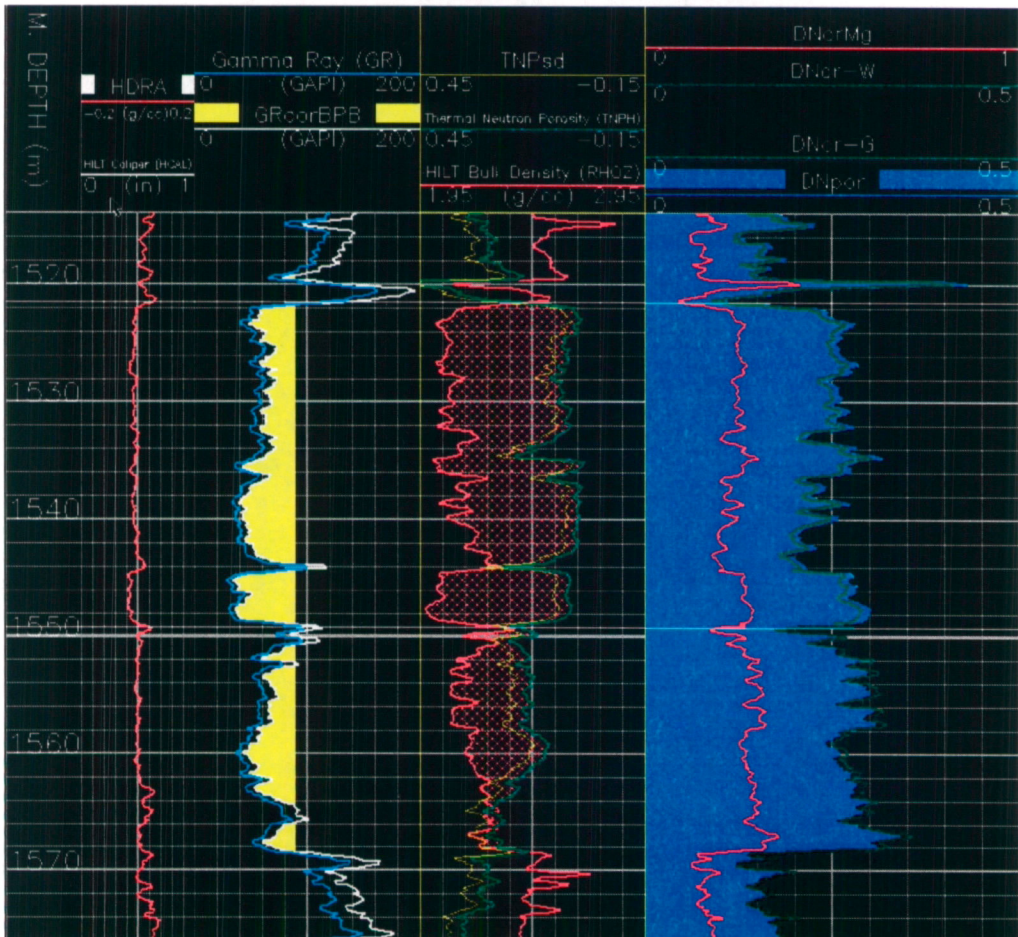 M. DEPTH (m)
HDRA
-0.2 (g/cc) 0.2
HILT Caliper (HCAL)
0 (in) 1
Gamma Ray (GR)
0 (GAPI) 200
GRcorBPB
0 (GAPI) 200
TNPsd
0.45 -0.15
Thermal Neutron Porosity (TNPH)
0.45 -0.15
HILT Bulk Density (RHOZ)
1.95 (g/cc) 2.95
DNcrMg
0 1
DNcr-W
0 0.5
DNcr-G
0 0.5
DNpor
0 0.5
1520
1530
1540
1550
1560
1570